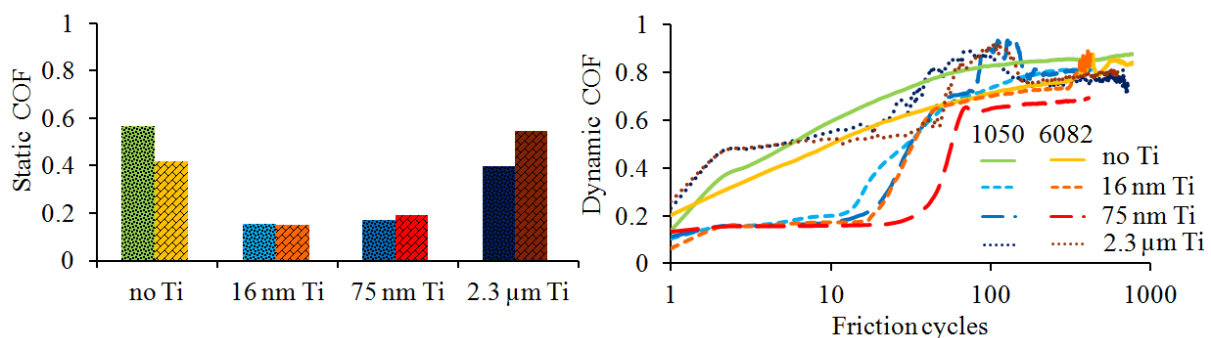 Static COF
1
0.8
0.6
0.4
0.2
0
no Ti
16 nm Ti
75 nm Ti
2.3 µm Ti
Dynamic COF
1
0.8
0.6
0.4
0.2
0
1050 6082
no Ti
16 nm Ti
75 nm Ti
2.3 µm Ti
1
10
100
1000
Friction cycles